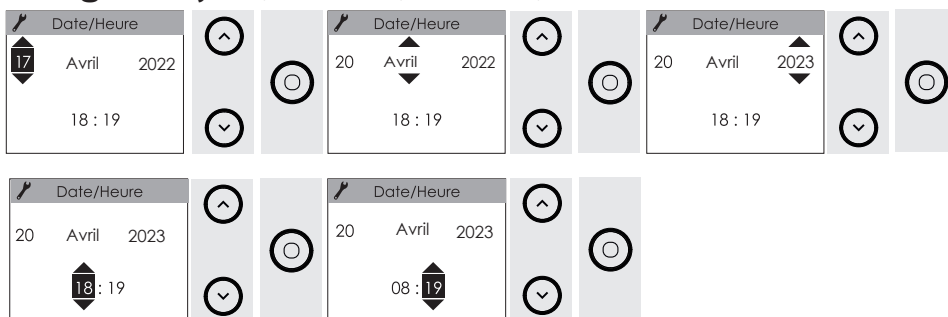 Date/Heure
17 Avril 2022
18 : 19
Date/Heure
20 Avril 2022
18 : 19
Date/Heure
20 Avril 2023
18 : 19
Date/Heure
20 Avril 2023
18 : 19
Date/Heure
20 Avril 2023
08 : 19